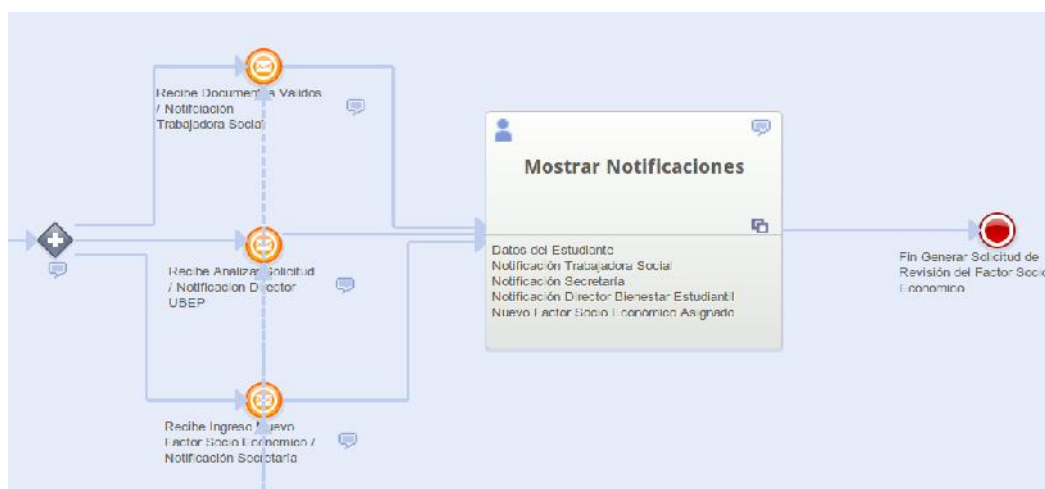 Recibe Documentos Validos
/ Notificiación
Trabajadora Social
Recibe Analizar Solicitud
/ Notificacion Director
UBEP
Recibe Ingreso Nuevo
Factor Socio Economico /
Notificación Secretaria
Mostrar Notificaciones
Datos del Estudiante
Notificación Trabajadora Social
Notificación Secretaria
Notificación Director Bienestar Estudiantil
Nuevo Factor Socio Económico Asignado
Fin Generar Solicitud de
Revisión del Factor Socio
Economico